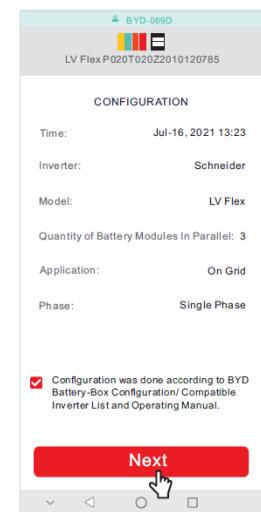 BYD-069D
LV Flex P020T020Z2010120785
CONFIGURATION
Time: Jul-16, 2021 13:23
Inverter: Schneider
Model: LV Flex
Quantity of Battery Modules In Parallel: 3
Application: On Grid
Phase: Single Phase
Configuration was done according to BYD
Battery-Box Configuration/ Compatible
Inverter List and Operating Manual.
Next